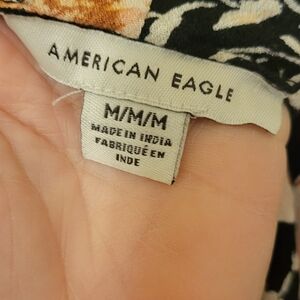 AMERICAN EAGLE
M/M/M
MADE IN INDIA
FABRIQUÉ EN
INDE